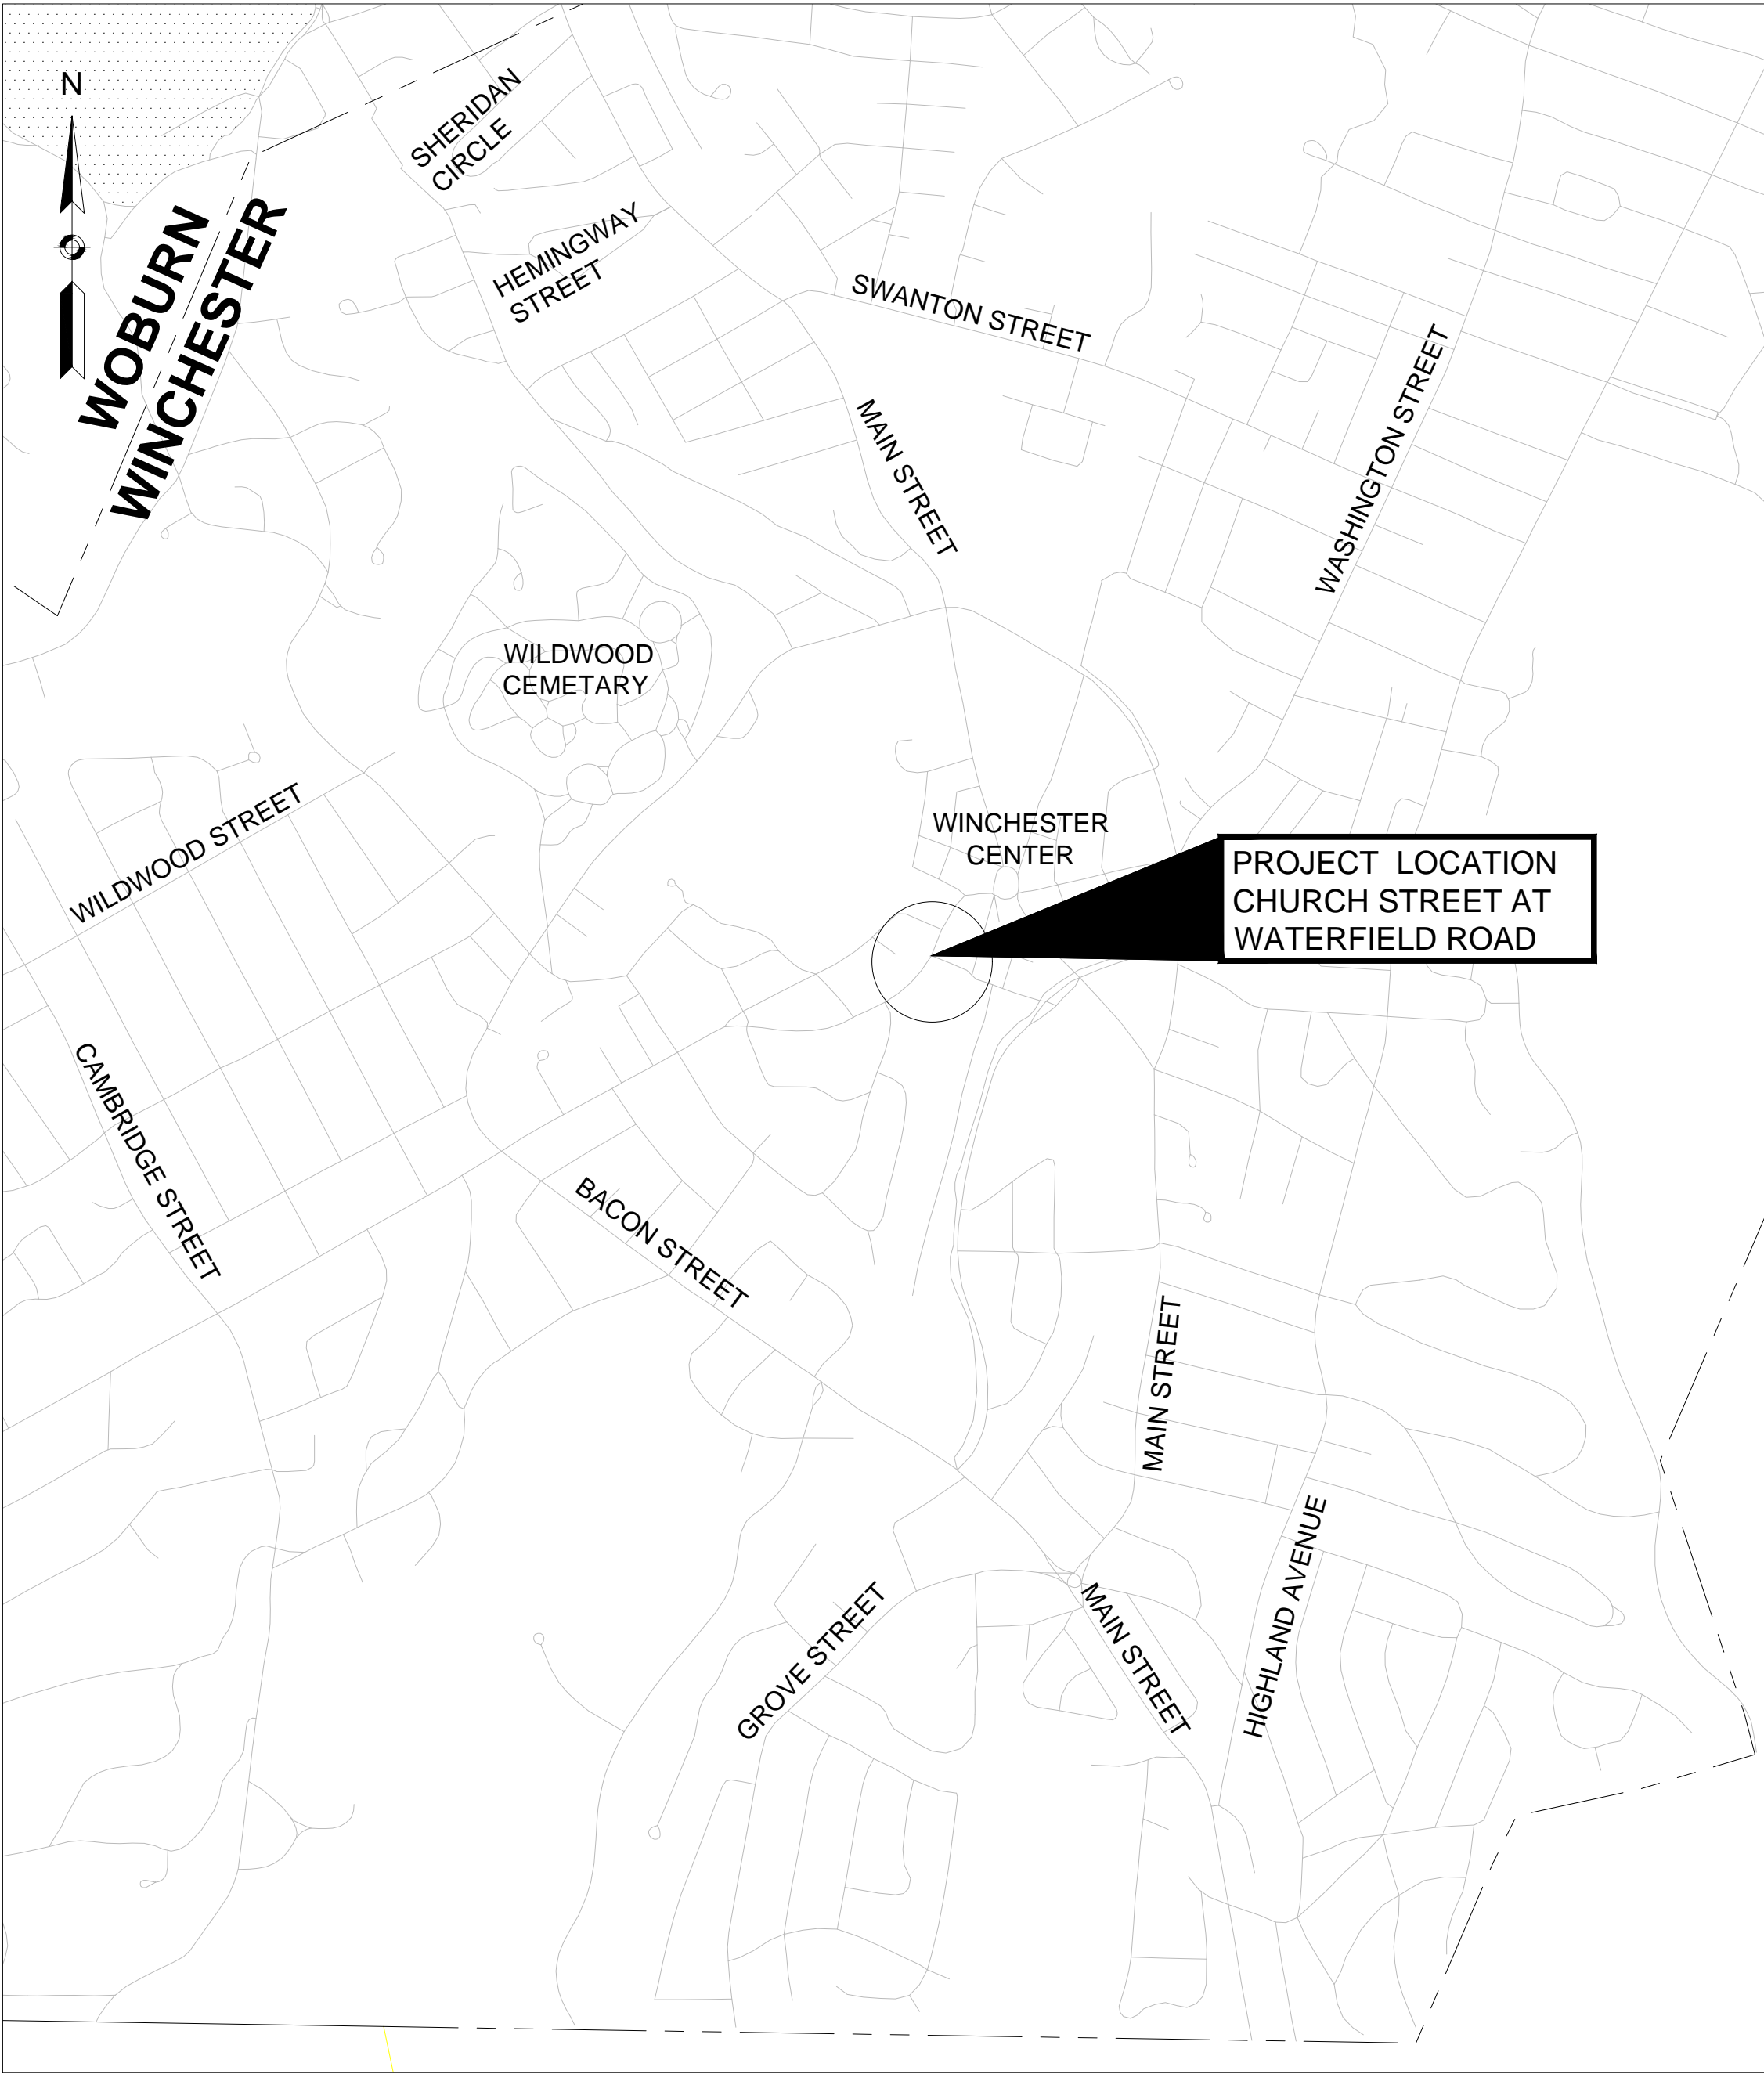 N
SHERIDAN
CIRCLE
WOBURN
WINCHESTER
HEMINGWAY
STREET
SWANTON STREET
MAIN STREET
WASHINGTON STREET
WILDWOOD
CEMETARY
WILDWOOD STREET
WINCHESTER
CENTER
PROJECT LOCATION
CHURCH STREET AT
WATERFIELD ROAD
CAMBRIDGE STREET
BACON STREET
MAIN STREET
HIGHLAND AVENUE
GROVE STREET
MAIN STREET